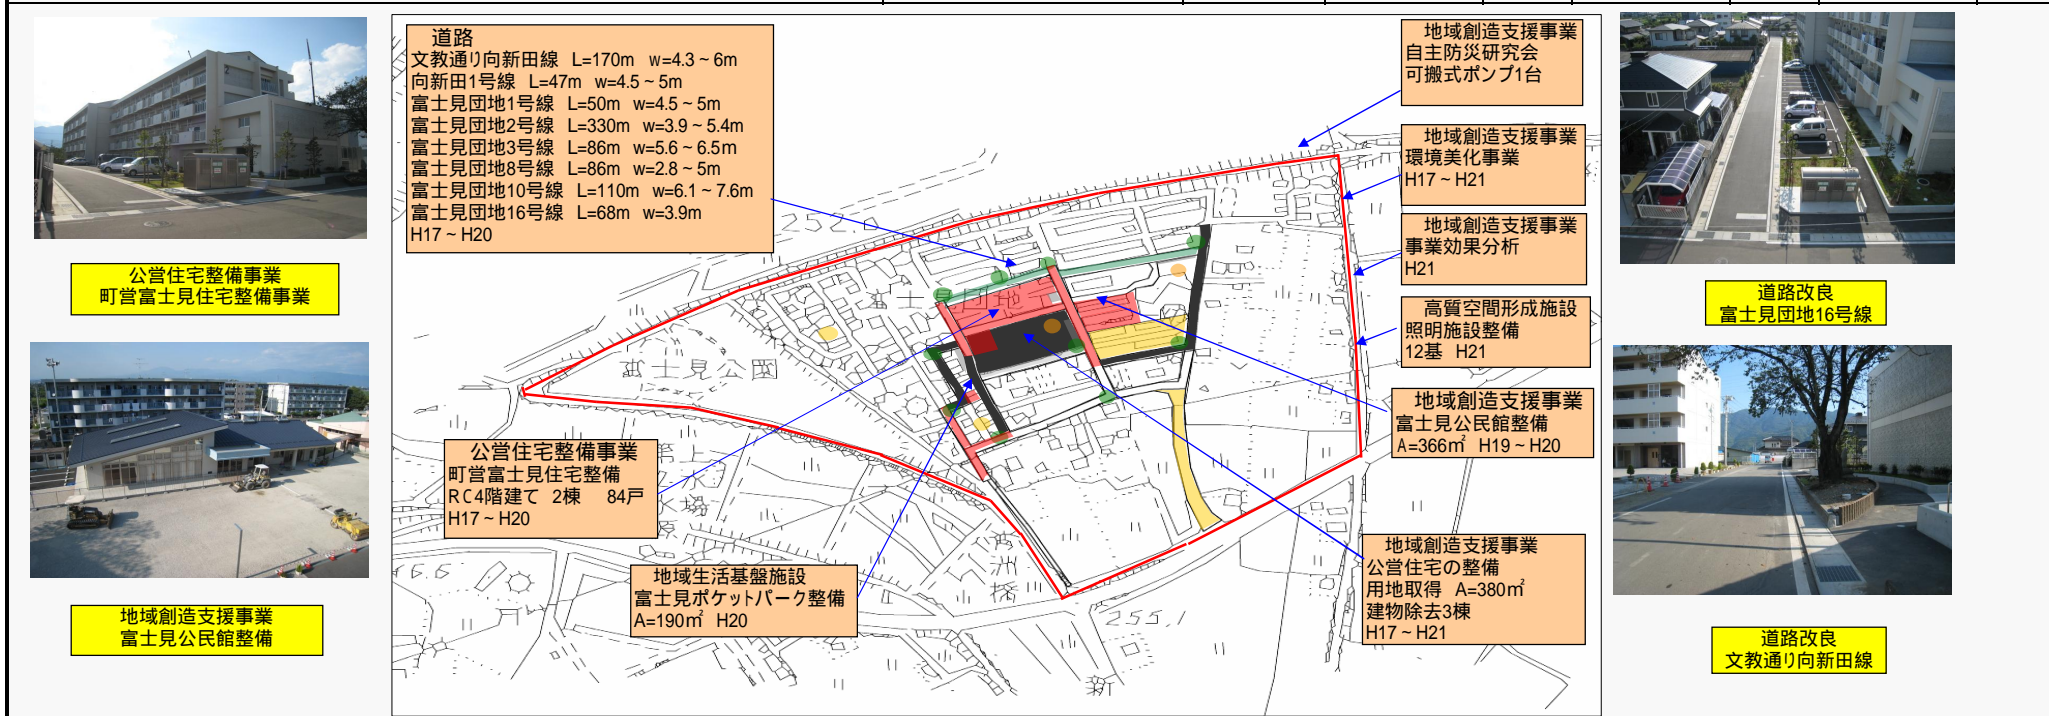 公営住宅整備事業
町営富士見住宅整備事業
地域創造支援事業
富士見公民館整備
道路
文教通り向新田線 L=170m w=4.3～6m
向新田1号線 L=47m w=4.5～5m
富士見団地1号線 L=50m w=4.5～5m
富士見団地2号線 L=330m w=3.9～5.4m
富士見団地3号線 L=86m w=5.6～6.5m
富士見団地8号線 L=86m w=2.8～5m
富士見団地10号線 L=110m w=6.1～7.6m
富士見団地16号線 L=68m w=3.9m
H17～H20
富士見団地
富士見公園
公営住宅整備事業
町営富士見住宅整備
RC4階建て 2棟 84戸
H17～H20
地域生活基盤施設
富士見ポケットパーク整備
A=190㎡ H20
255.1
町
地域創造支援事業
自主防災研究会
可搬式ポンプ1台
地域創造支援事業
環境美化事業
H17～H21
地域創造支援事業
事業効果分析
H21
高質空間形成施設
照明施設整備
12基 H21
地域創造支援事業
富士見公民館整備
A=366㎡ H19～H20
地域創造支援事業
公営住宅の整備
用地取得 A=380㎡
建物除去3棟
H17～H21
道路改良
富士見団地16号線
道路改良
文教通り向新田線